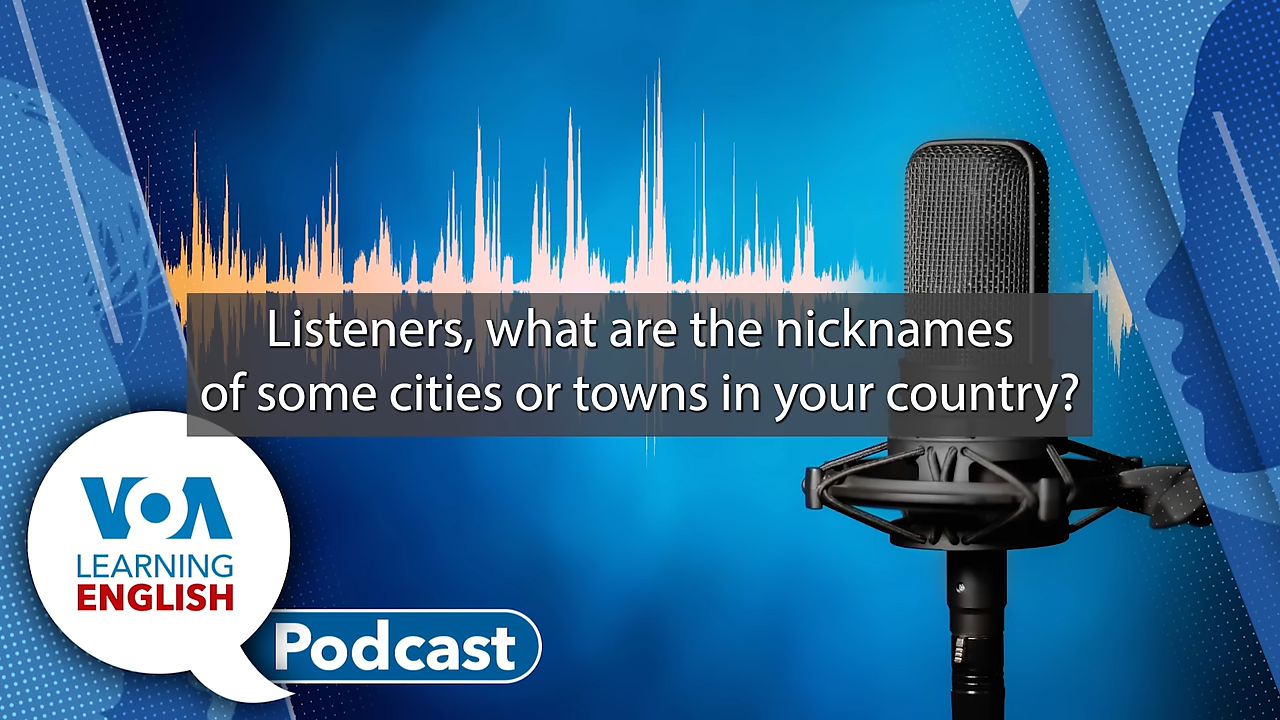 Listeners, what are the nicknames
of some cities or towns in your country?
VOA
LEARNING
ENGLISH
Podcast